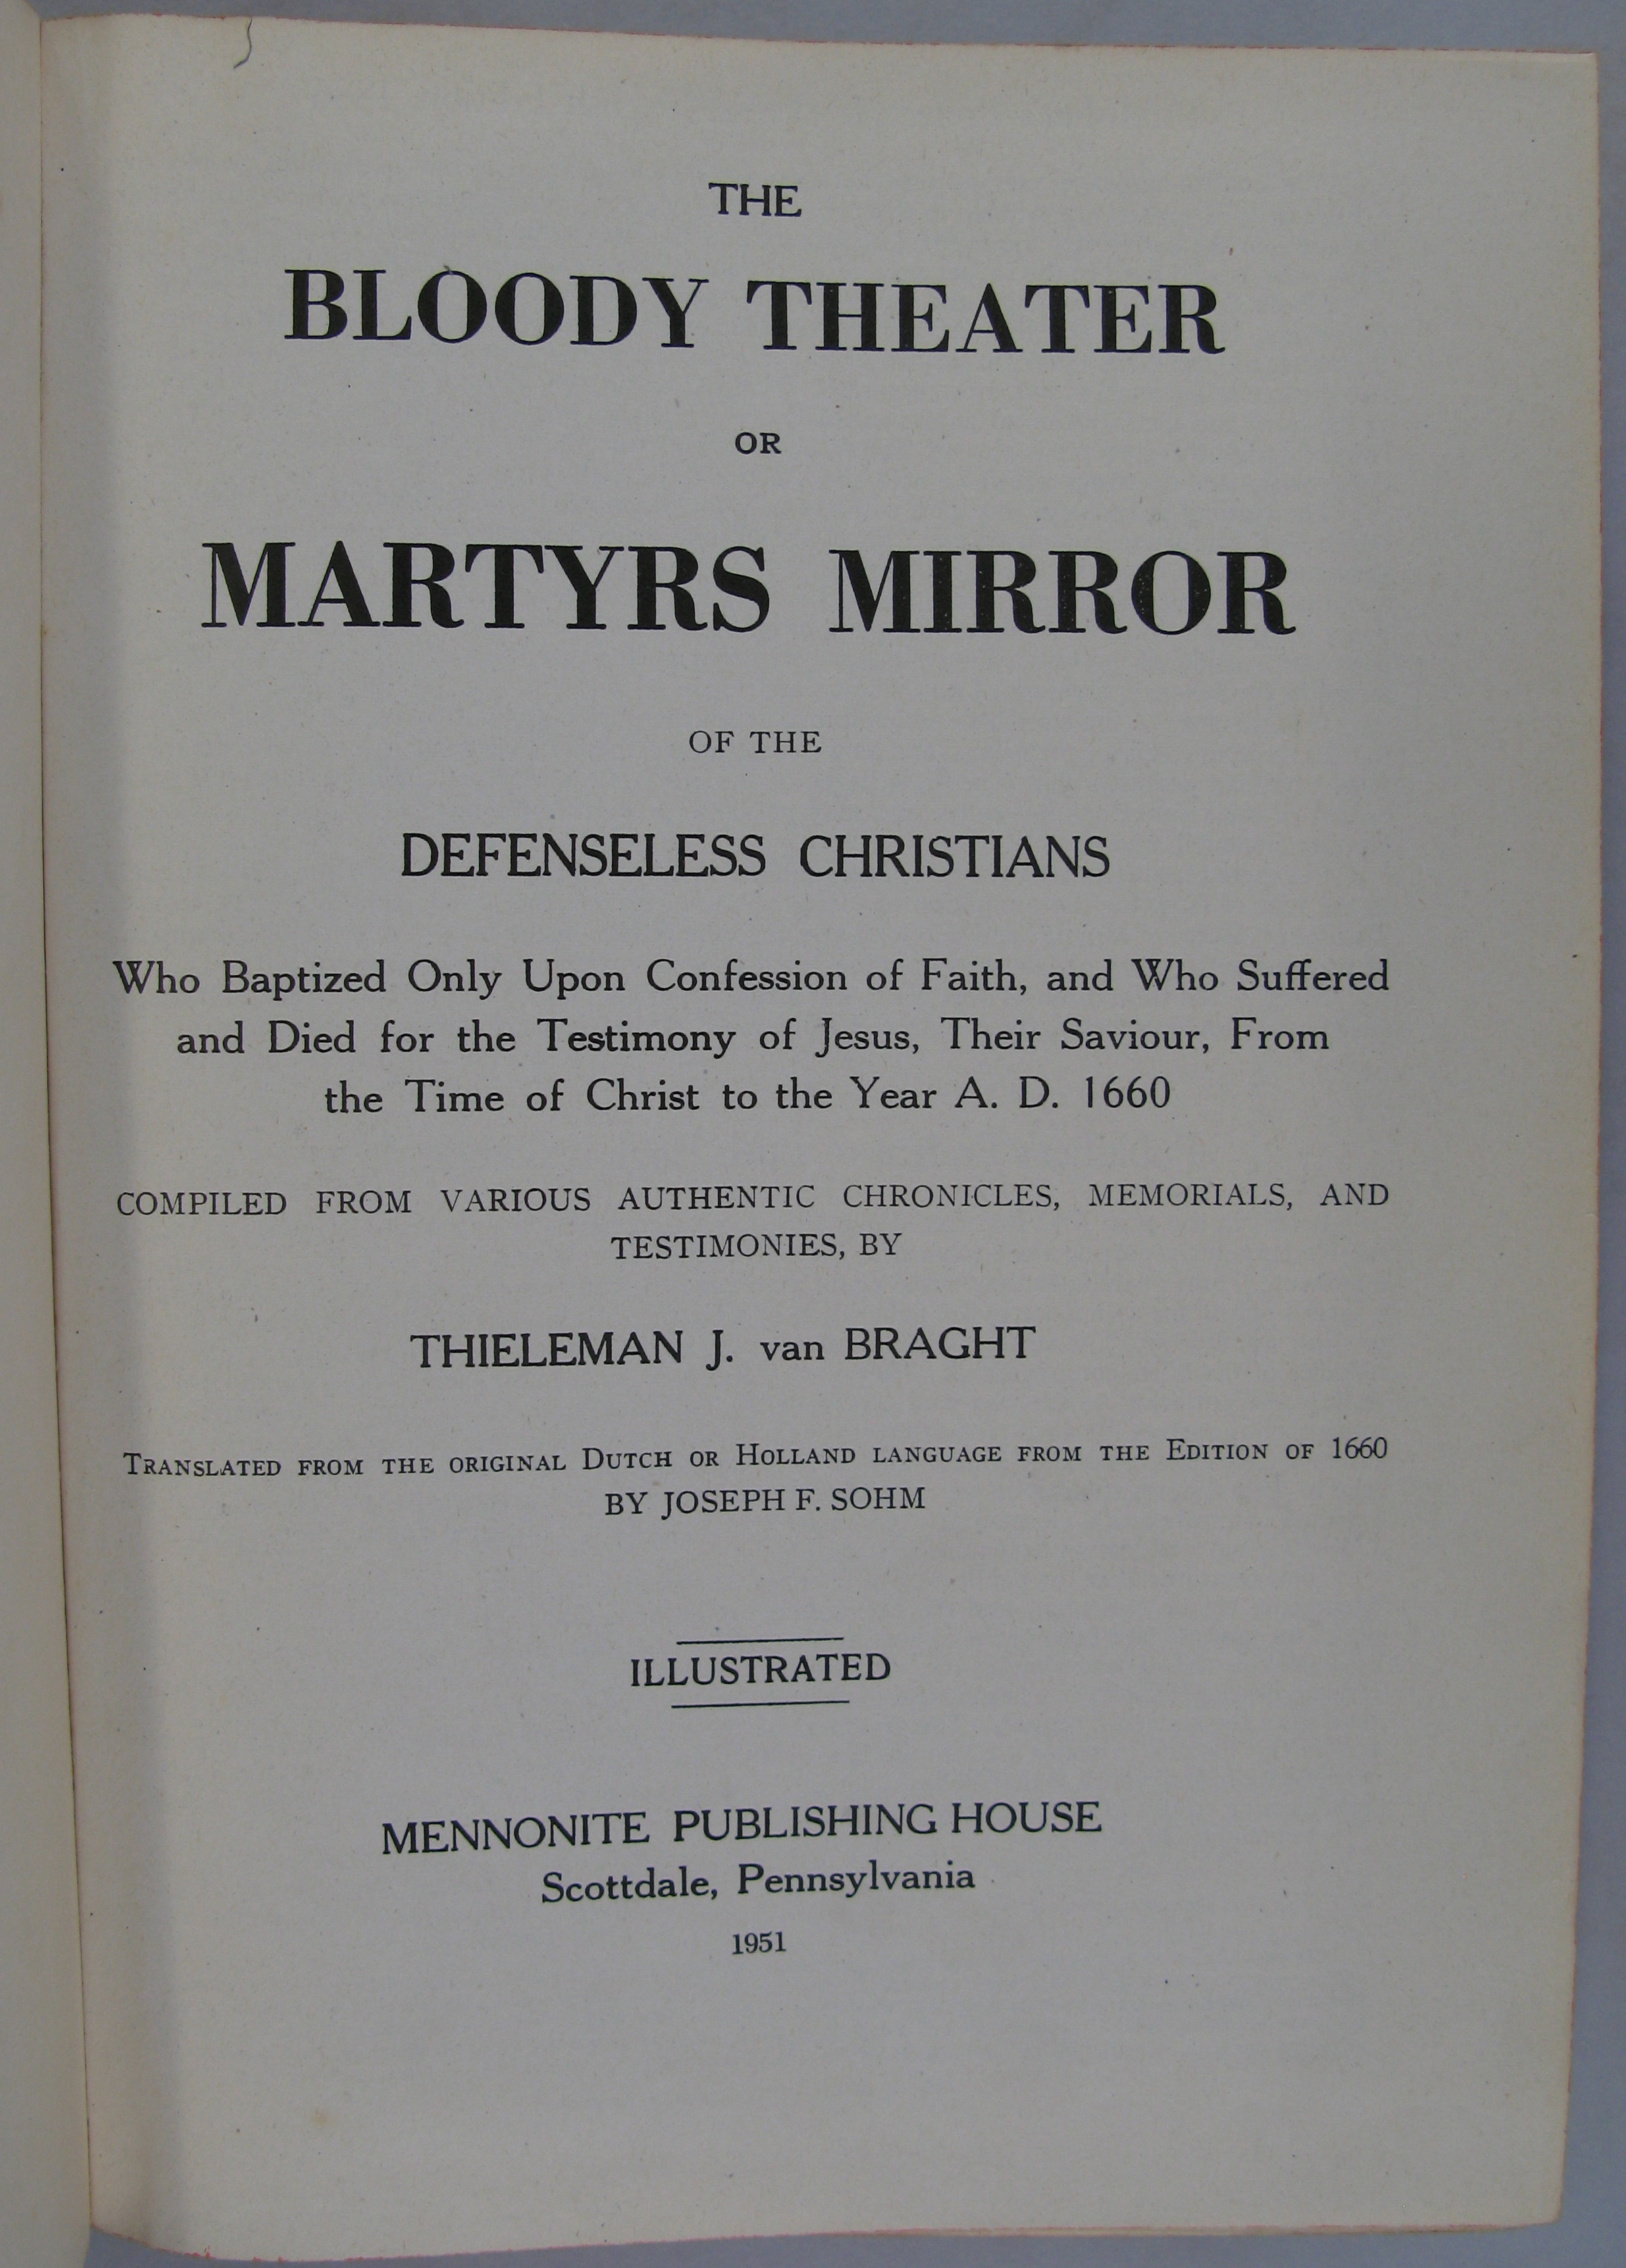 THE
BLOODY THEATER
OR
MARTYRS MIRROR
OF THE
DEFENSELESS CHRISTIANS
Who Baptized Only Upon Confession of Faith, and Who Suffered
and Died for the Testimony of Jesus, Their Saviour, From
the Time of Christ to the Year A. D. 1660
COMPILED FROM VARIOUS AUTHENTIC CHRONICLES, MEMORIALS, AND
TESTIMONIES, BY
THIELEMAN J. van BRAGHT
TRANSLATED FROM THE ORIGINAL DUTCH OR HOLLAND LANGUAGE FROM THE EDITION OF 1660
BY JOSEPH F. SOHM
ILLUSTRATED
MENNONITE PUBLISHING HOUSE
Scottdale, Pennsylvania
1951